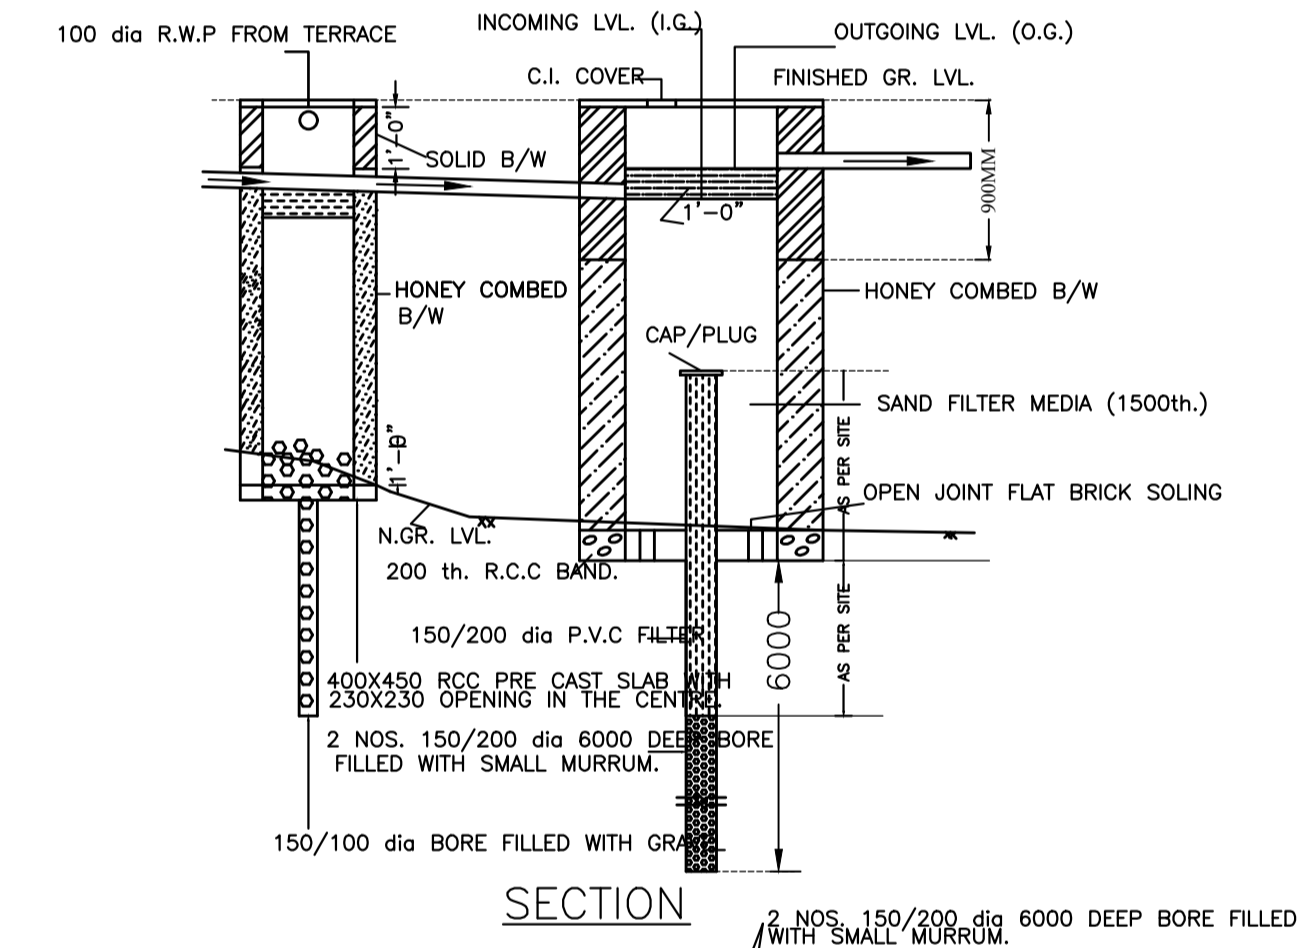 100 dia R.W.P FROM TERRACE
INCOMING LVL. (I.G.)
OUTGOING LVL. (O.G.)
C.I. COVER
FINISHED GR. LVL.
1'-0"
SOLID B/W
900MM
1'-0"
HONEY COMBED
B/W
HONEY COMBED B/W
CAP/PLUG
SAND FILTER MEDIA (1500th.)
1'-0"
AS PER SITE
OPEN JOINT FLAT BRICK SOLING
N.GR. LVL.
200 th. R.C.C BAND.
150/200 dia P.V.C FILTER
6000
AS PER SITE
400X450 RCC PRE CAST SLAB WITH
230X230 OPENING IN THE CENTRE.
2 NOS. 150/200 dia 6000 DEEP BORE
FILLED WITH SMALL MURRUM.
150/100 dia BORE FILLED WITH
SECTION
2 NOS. 150/200 dia 6000 DEEP BORE FILLED
WITH SMALL MURRUM.